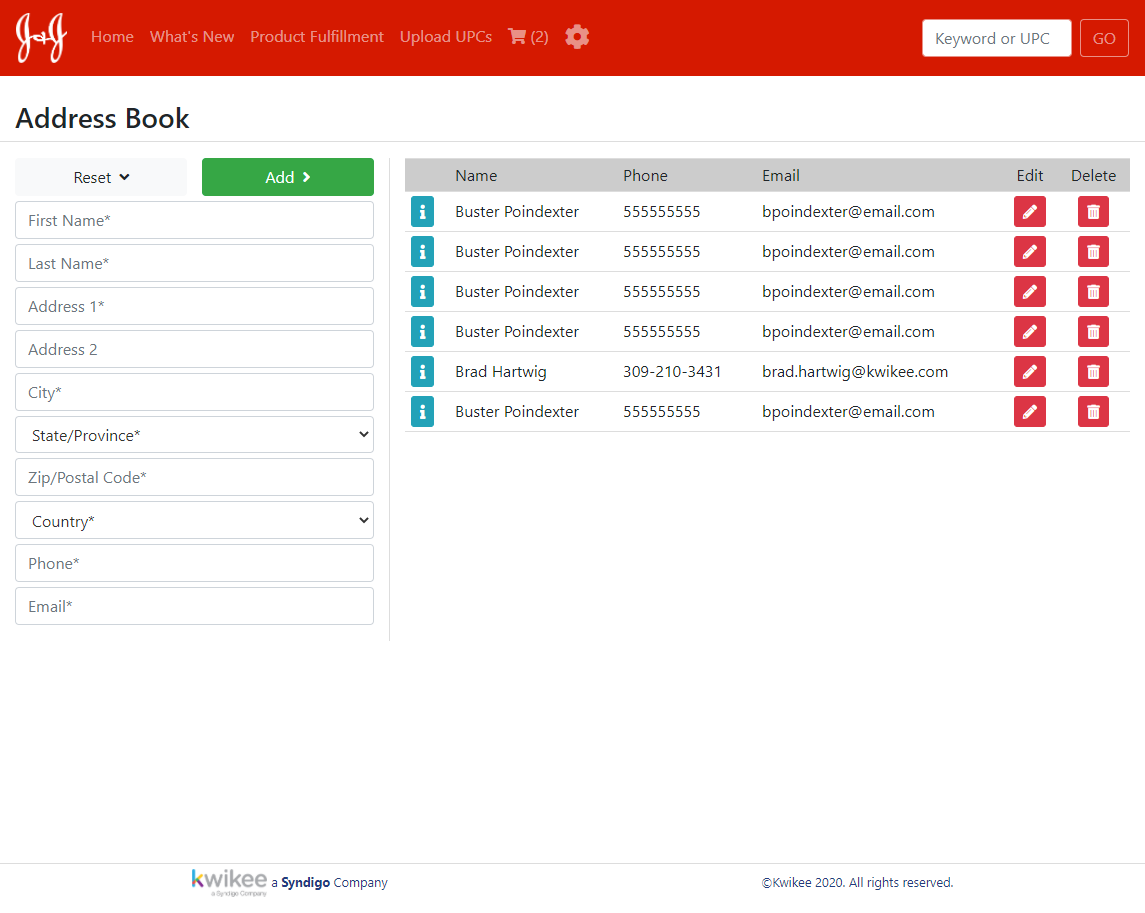 J&J Home What's New Product Fulfillment Upload UPCs (2) Keyword or UPC GO
Address Book
Reset Add
First Name*
Last Name*
Address 1*
Address 2
City*
State/Province*
Zip/Postal Code*
Country*
Phone*
Email*
Name Phone Email Edit Delete
Buster Poindexter 555555555 bpoindexter@email.com
Buster Poindexter 555555555 bpoindexter@email.com
Buster Poindexter 555555555 bpoindexter@email.com
Buster Poindexter 555555555 bpoindexter@email.com
Brad Hartwig 309-210-3431 brad.hartwig@kwikee.com
Buster Poindexter 555555555 bpoindexter@email.com
kwikee a Syndigo Company
a Syndigo Company
©Kwikee 2020. All rights reserved.